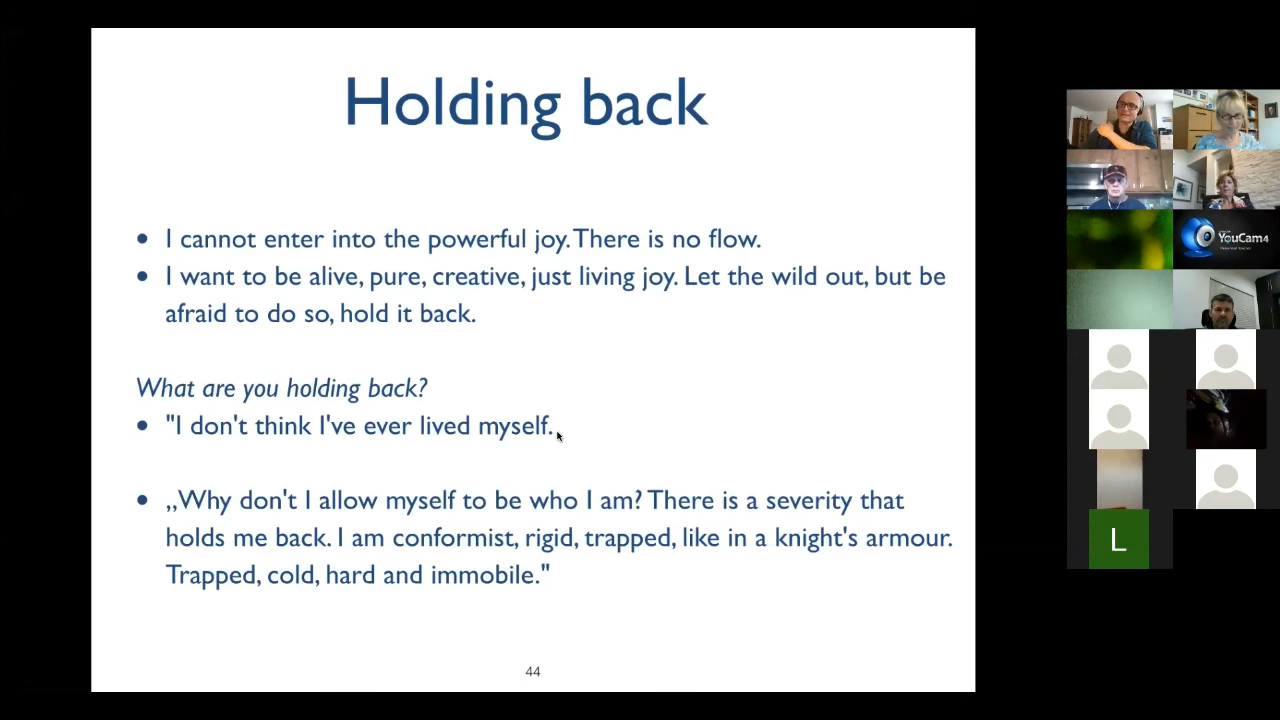 Holding back
• I cannot enter into the powerful joy. There is no flow.
• I want to be alive, pure, creative, just living joy. Let the wild out, but be
afraid to do so, hold it back.
What are you holding back?
• "I don't think I've ever lived myself.
• „Why don't I allow myself to be who I am? There is a severity that
holds me back. I am conformist, rigid, trapped, like in a knight's armour.
Trapped, cold, hard and immobile."
44
YouCam4
L